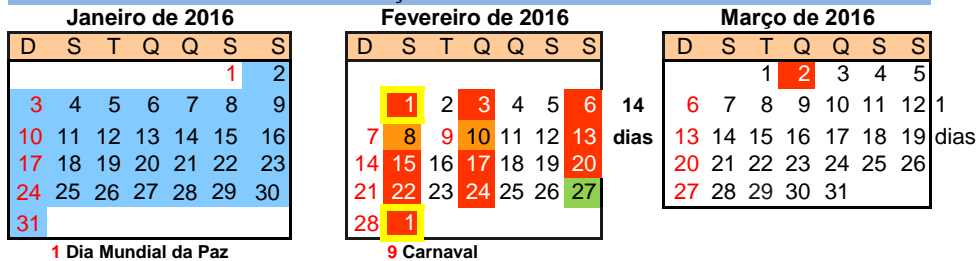 Janeiro de 2016 Fevereiro de 2016 Março de 2016
D S T Q Q S S D S T Q Q S S D S T Q Q S S
1 2 1 2 3 4 5
3 4 5 6 7 8 9 1 2 3 4 5 6 14 6 7 8 9 10 11 12 1
10 11 12 13 14 15 16 7 8 9 10 11 12 13 dias 13 14 15 16 17 18 19 dias
17 18 19 20 21 22 23 14 15 16 17 18 19 20 20 21 22 23 24 25 26
24 25 26 27 28 29 30 21 22 23 24 25 26 27 27 28 29 30 31
31 28 1
1 Dia Mundial da Paz 9 Carnaval